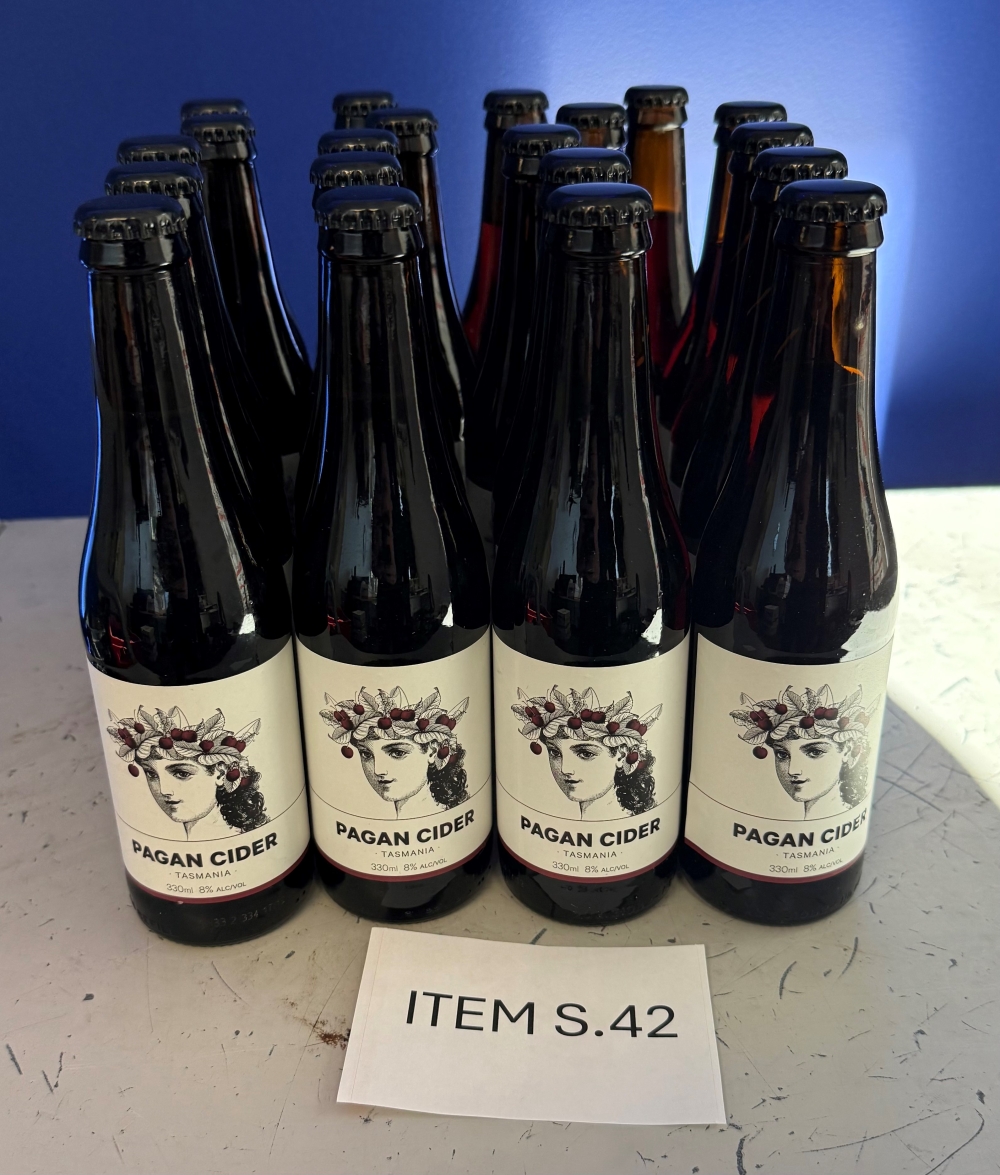 PAGAN CIDER
· TASMANIA ·
330ml 8% ALC/VOL
PAGAN CIDER
· TASMANIA ·
330ml 8% ALC/VOL
PAGAN CIDER
· TASMANIA ·
330ml 8% ALC/VOL
PAGAN CIDER
· TASMANIA ·
330ml 8% ALC/VOL
ITEM S.42